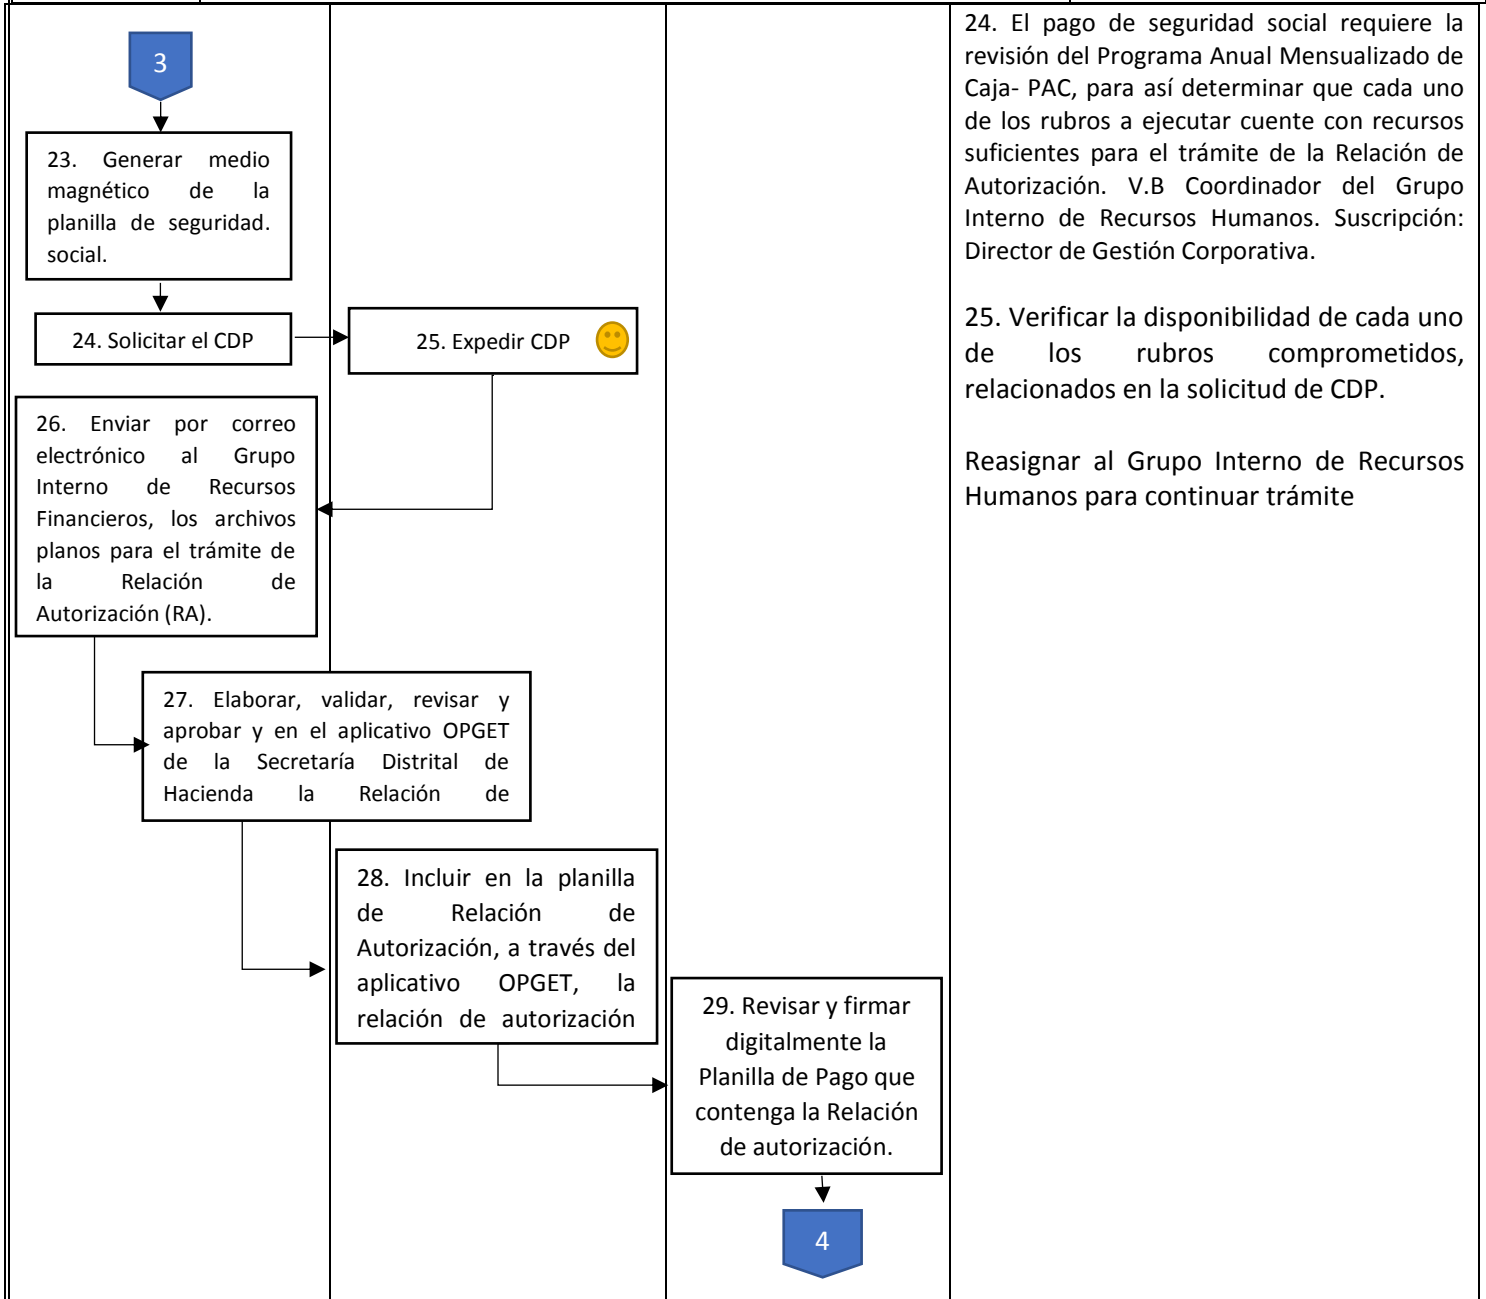 3
23. Generar medio
magnético de la
planilla de seguridad.
social.
24. Solicitar el CDP
25. Expedir CDP
26. Enviar por correo
electrónico al Grupo
Interno de Recursos
Financieros, los archivos
planos para el trámite de
la Relación de
Autorización (RA).
27. Elaborar, validar, revisar y
aprobar y en el aplicativo OPGET
de la Secretaría Distrital de
Hacienda la Relación de
28. Incluir en la planilla
de Relación de
Autorización, a través del
aplicativo OPGET, la
relación de autorización
29. Revisar y firmar
digitalmente la
Planilla de Pago que
contenga la Relación
de autorización.
4
24. El pago de seguridad social requiere la
revisión del Programa Anual Mensualizado de
Caja- PAC, para así determinar que cada uno
de los rubros a ejecutar cuente con recursos
suficientes para el trámite de la Relación de
Autorización. V.B Coordinador del Grupo
Interno de Recursos Humanos. Suscripción:
Director de Gestión Corporativa.
25. Verificar la disponibilidad de cada uno
de los rubros comprometidos,
relacionados en la solicitud de CDP.
Reasignar al Grupo Interno de Recursos
Humanos para continuar trámite